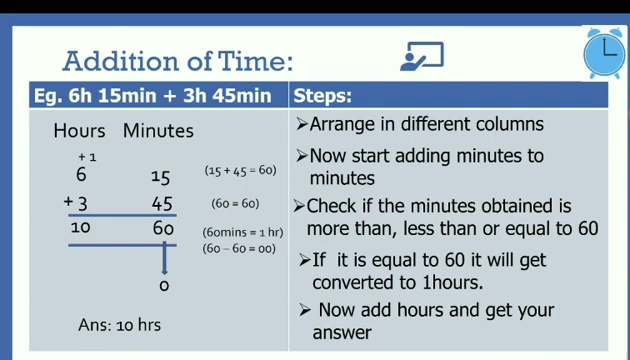 Addition of Time:
Eg. 6h 15min + 3h 45min
Steps:
Hours Minutes
+ 1
6 15 (15 + 45 = 60)
+ 3 45 (60 = 60)
10 60 (60mins = 1 hr)
(60 – 60 = 00)
0
Ans: 10 hrs
➢Arrange in different columns
➢Now start adding minutes to
minutes
➢Check if the minutes obtained is
more than, less than or equal to 60
➢If it is equal to 60 it will get
converted to 1hours.
➢ Now add hours and get your
answer